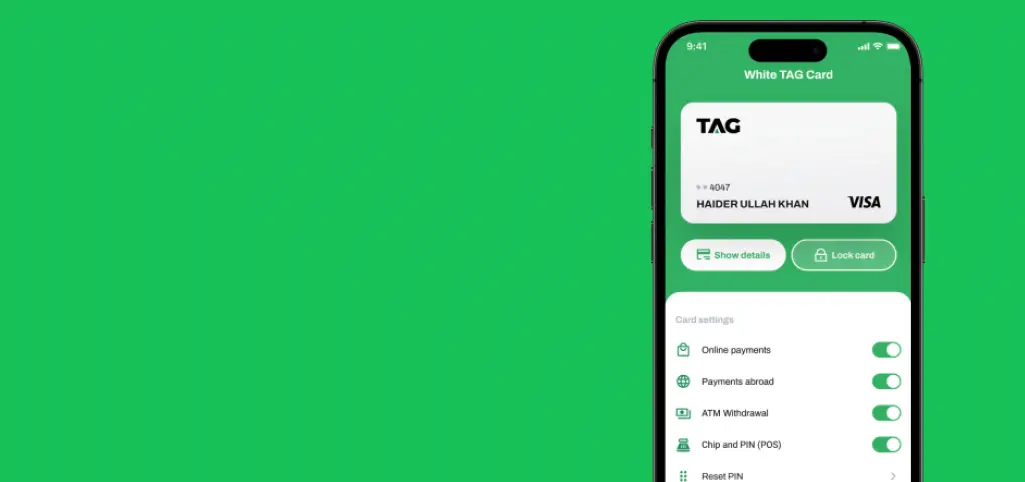 9:41
White TAG Card
TAG
4047
HAIDER ULLAH KHAN
VISA
Show details
Lock card
Card settings
Online payments
Payments abroad
ATM Withdrawal
Chip and PIN (POS)
Reset PIN